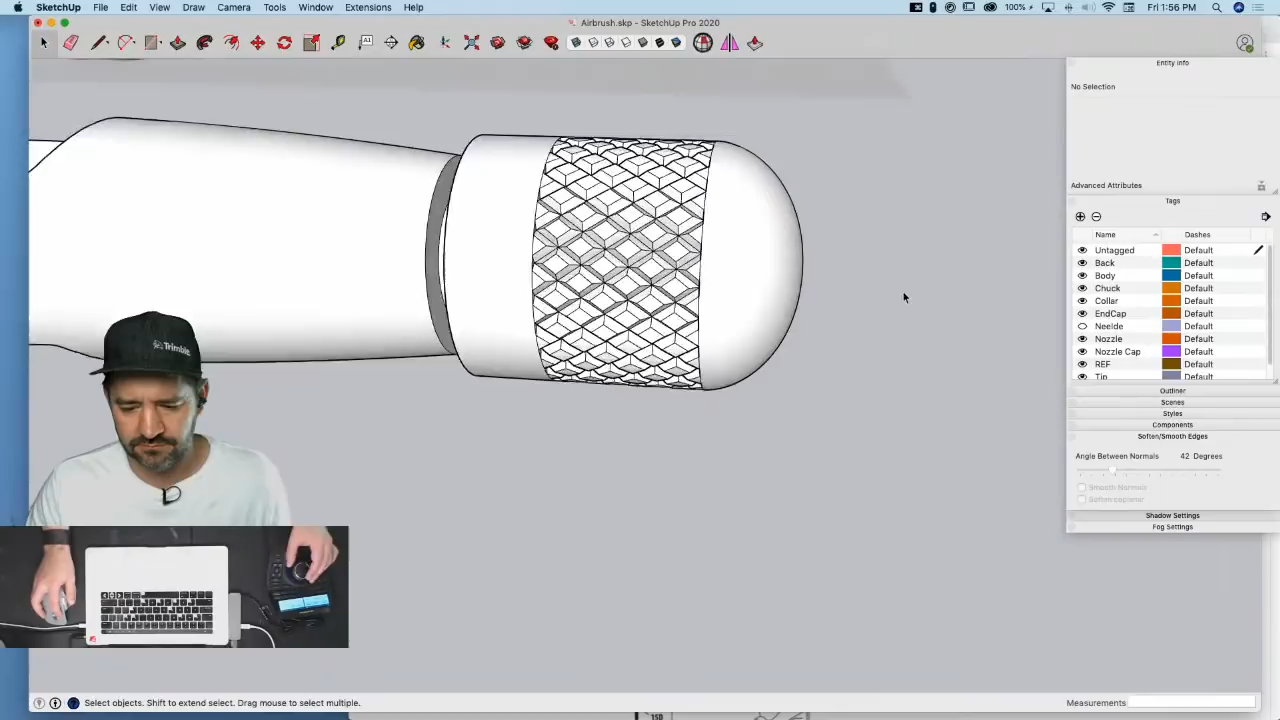 SketchUp File Edit View Draw Camera Tools Window Extensions Help
100% Fri 1:56 PM
Airbrush.skp - SketchUp Pro 2020
Entity Info
No Selection
Advanced Attributes
Tags
Name Dashes
Untagged Default
Back Default
Body Default
Chuck Default
Collar Default
EndCap Default
Neelde Default
Nozzle Default
Nozzle Cap Default
REF Default
Tip Default
Outliner
Scenes
Styles
Components
Soften/Smooth Edges
Angle Between Normals 42 Degrees
Smooth Normals
Soften coplanar
Shadow Settings
Fog Settings
Trimble.
Select objects. Shift to extend select. Drag mouse to select multiple.
Measurements